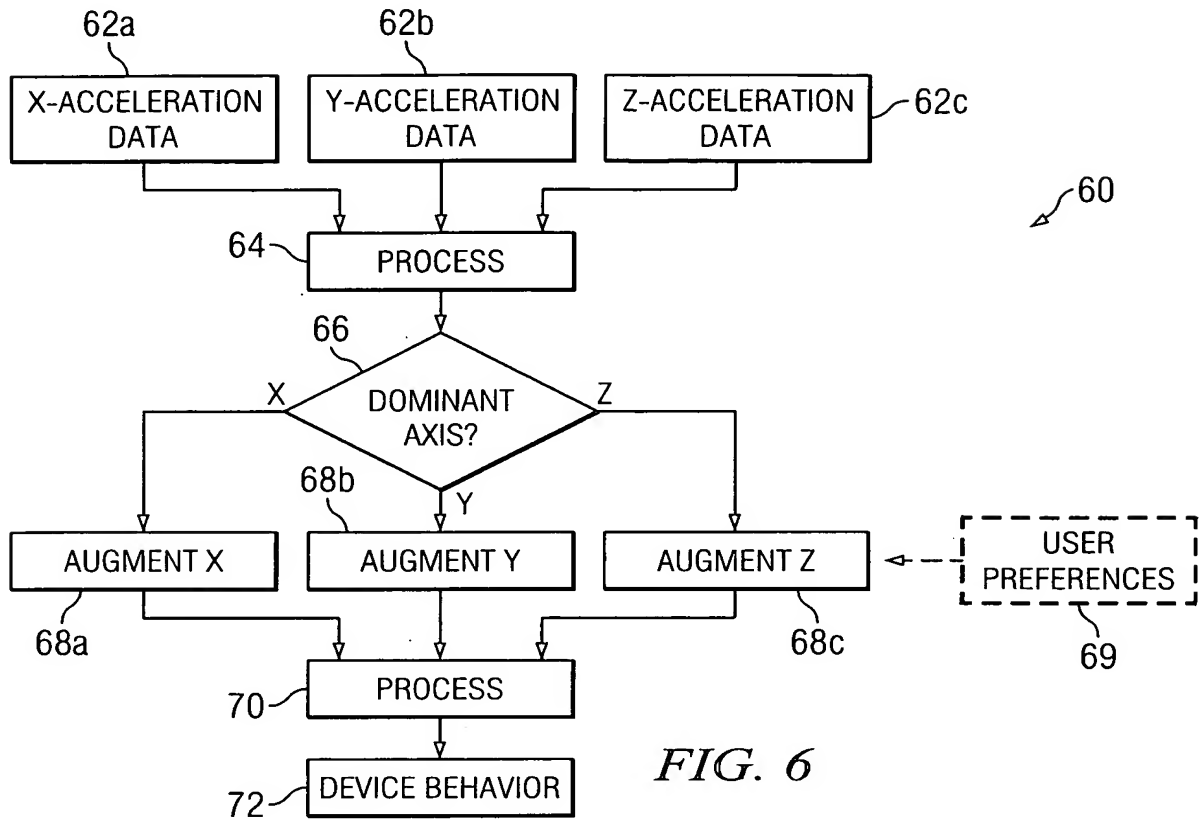 62a
62b
X-ACCELERATION
DATA
Y-ACCELERATION
DATA
Z-ACCELERATION
DATA
62c
60
64
PROCESS
66
X
DOMINANT
AXIS?
Z
Y
68b
AUGMENT X
AUGMENT Y
AUGMENT Z
USER
PREFERENCES
68a
68c
69
70
PROCESS
72
DEVICE BEHAVIOR
FIG. 6